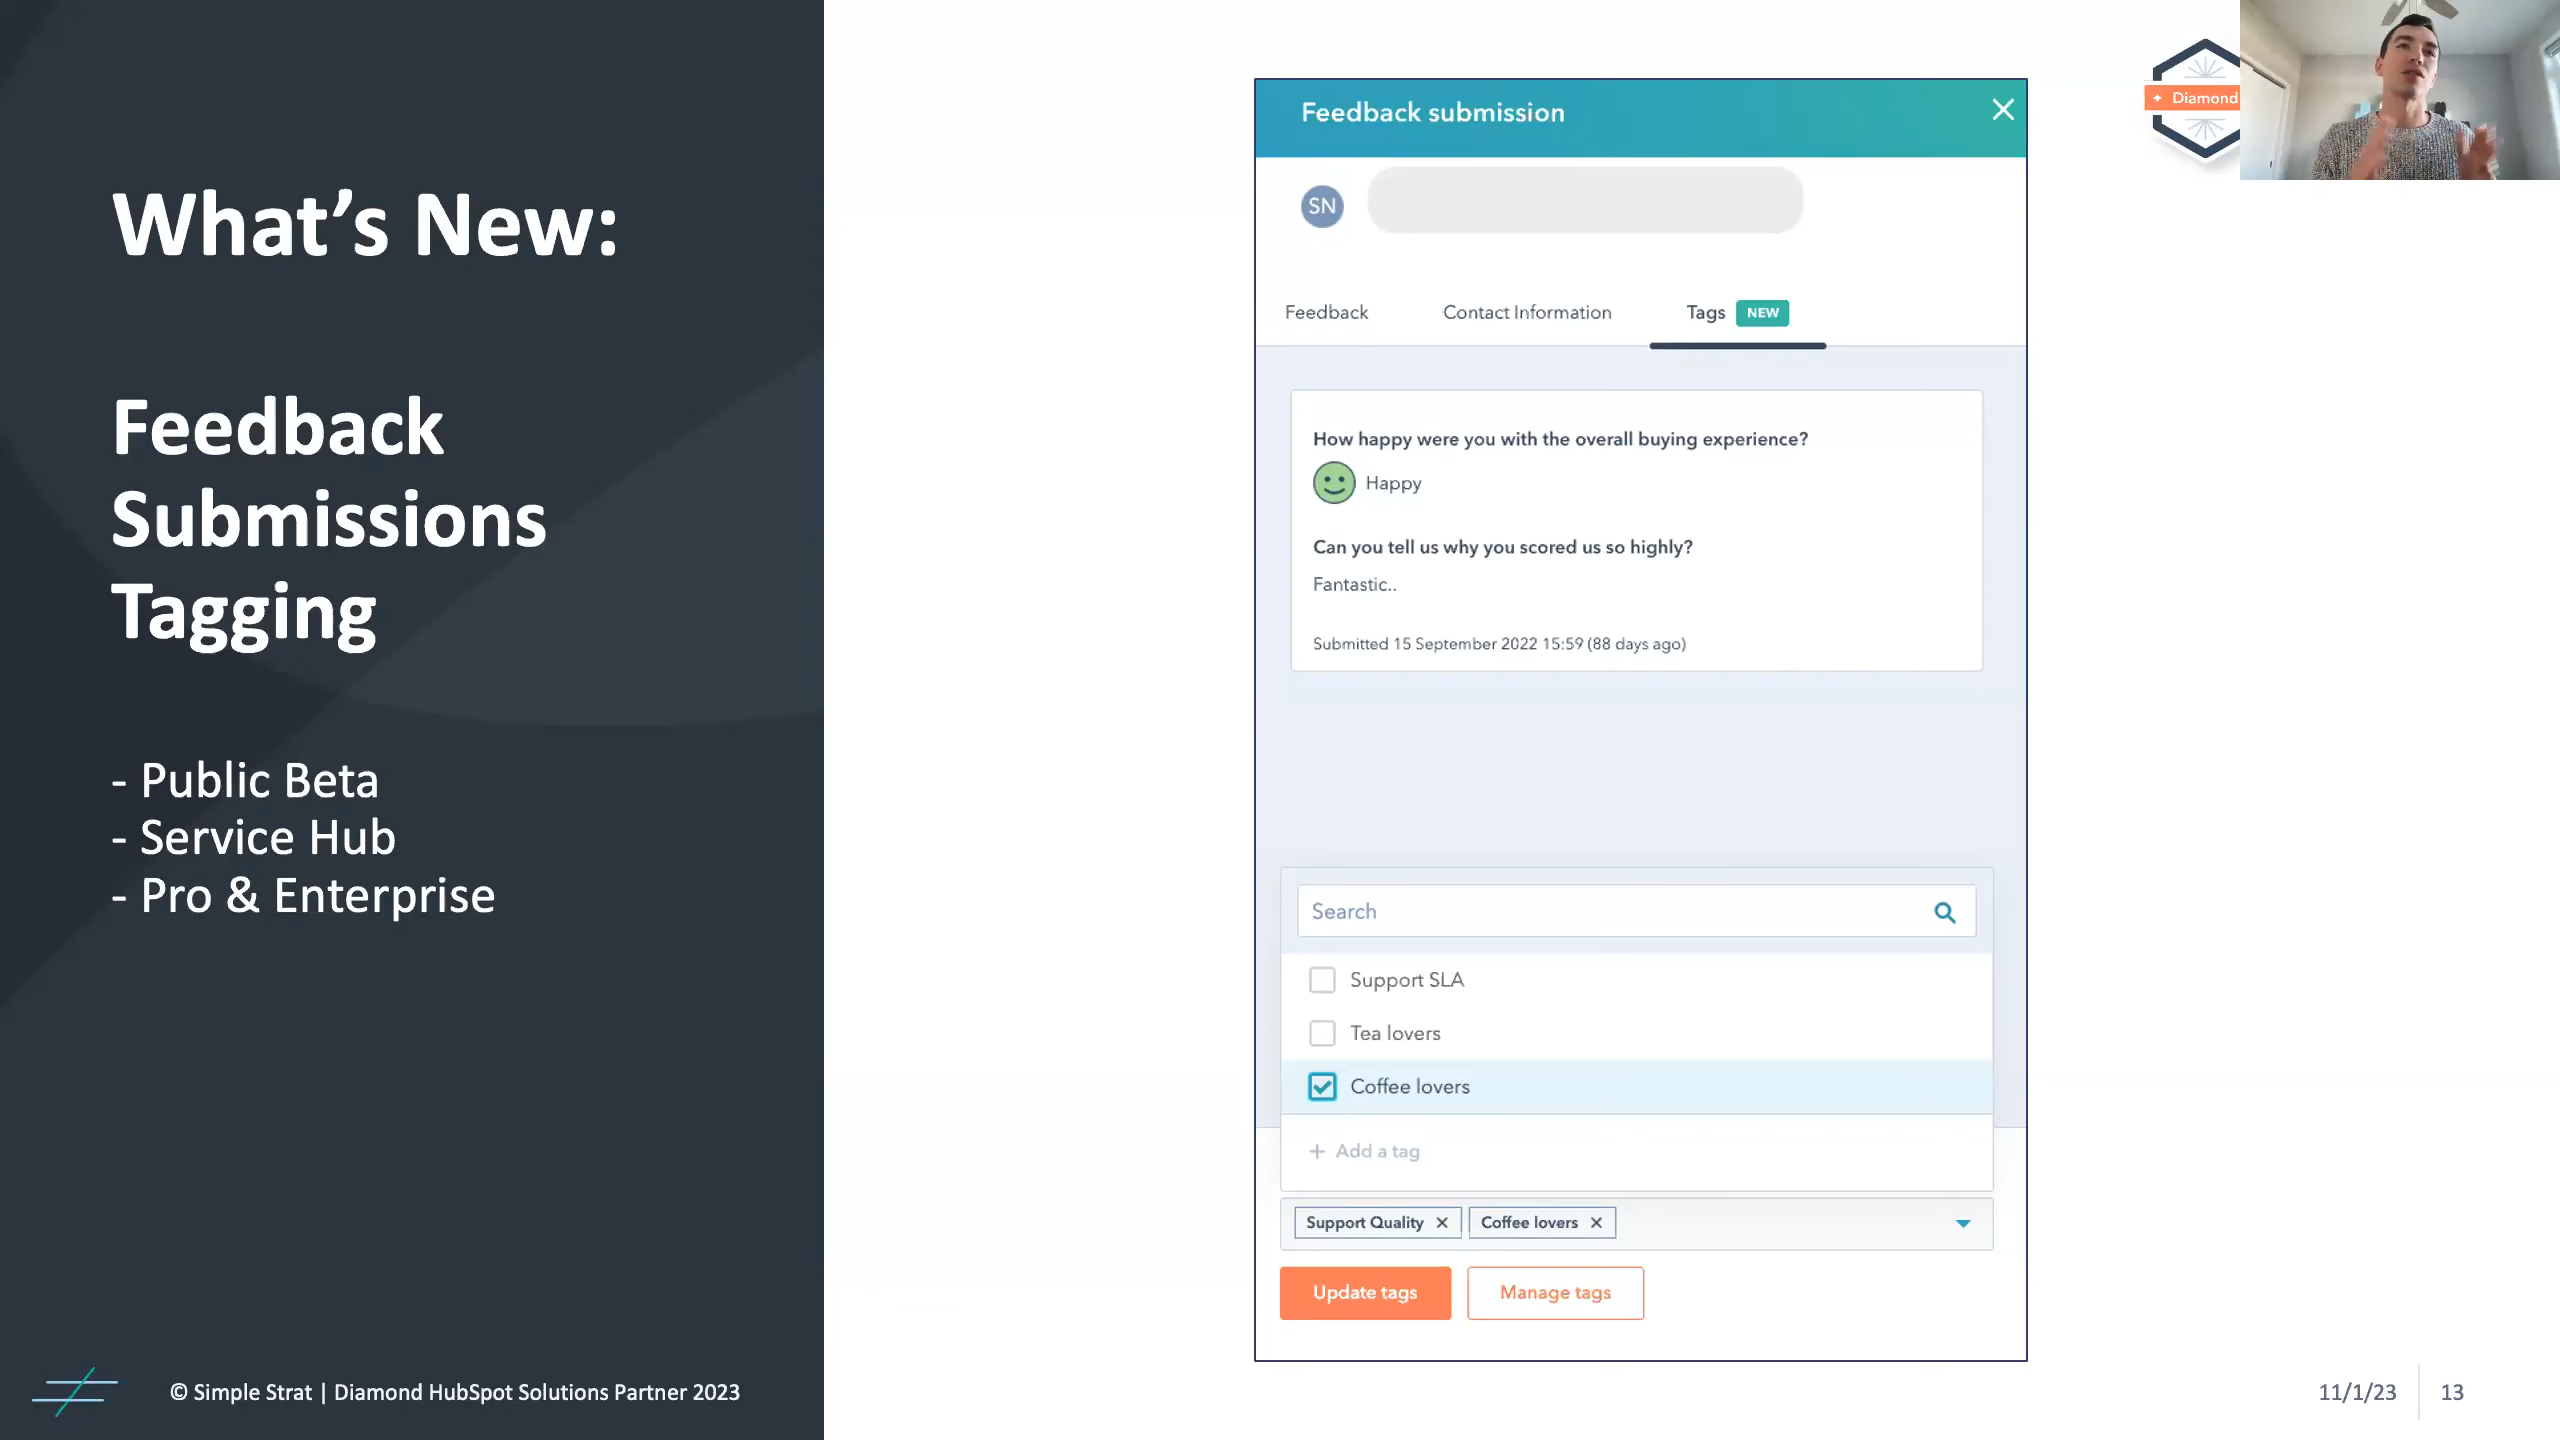 What's New:
Feedback
Submissions
Tagging
- Public Beta
- Service Hub
- Pro & Enterprise
© Simple Strat | Diamond HubSpot Solutions Partner 2023
Feedback submission
SN
Feedback Contact Information Tags NEW
How happy were you with the overall buying experience?
Happy
Can you tell us why you scored us so highly?
Fantastic..
Submitted 15 September 2022 15:59 (88 days ago)
Search
Support SLA
Tea lovers
Coffee lovers
+ Add a tag
Support Quality Coffee lovers
Update tags Manage tags
Diamond
11/1/23 13